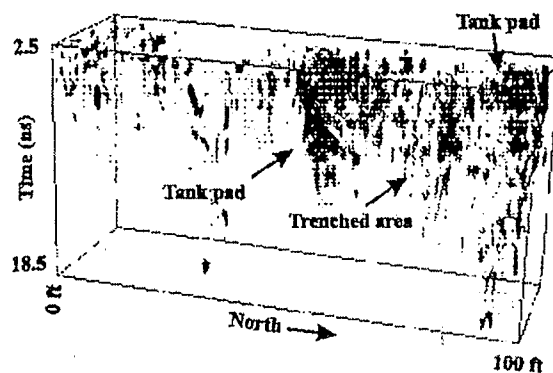 Tank pad
2.5
Time (ns)
Tank pad
Trenched area
18.5
0 ft
North
100 ft